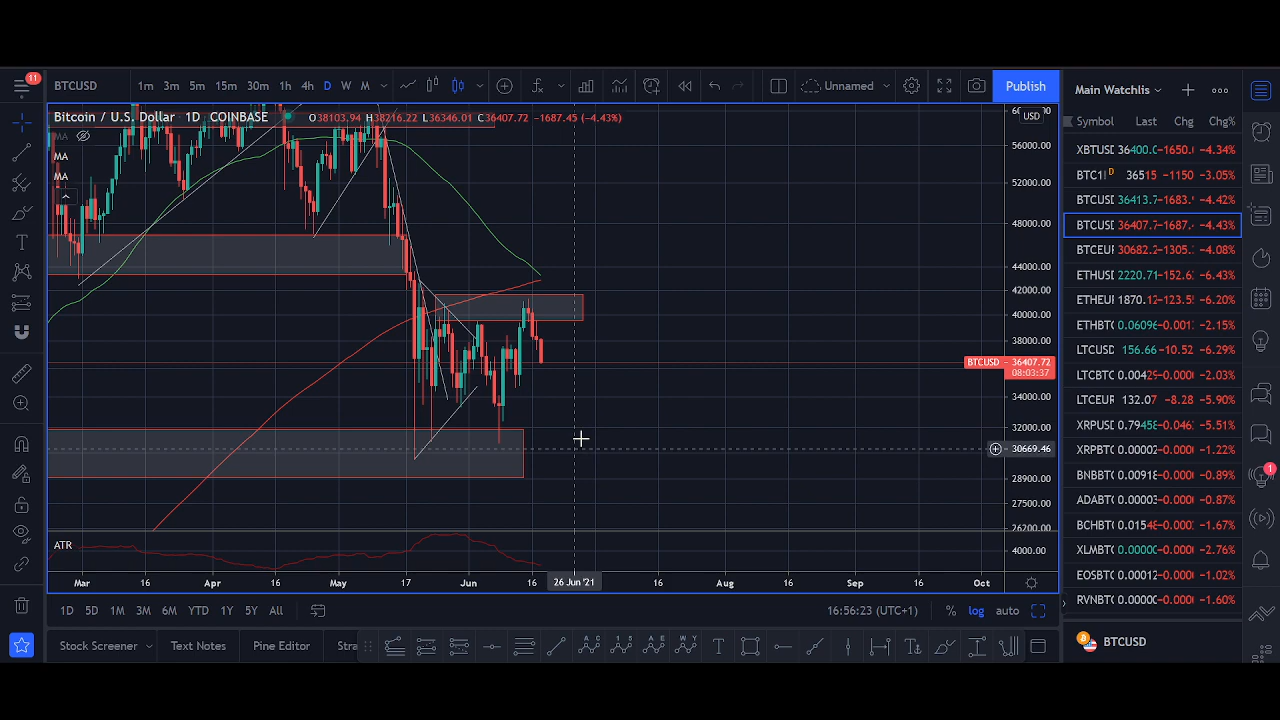 11
BTCUSD 1m 3m 5m 15m 30m 1h 4h D W M Unnamed Publish
Main Watchlis
Bitcoin / U.S. Dollar · 1D · COINBASE O38103.94 H38216.22 L36346.01 C36407.72 −1687.45 (−4.43%)
USD
MA
MA
MA
56000.00
52000.00
48000.00
44000.00
42000.00
40000.00
38000.00
BTCUSD 36407.72
08:03:37
34000.00
32000.00
30669.46
28900.00
27500.00
26200.00
ATR
4000.00
Mar 16 Apr 16 May 17 Jun 16 26 Jun '21 16 Aug 16 Sep 16 Oct
1D 5D 1M 3M 6M YTD 1Y 5Y All 16:56:23 (UTC+1) % log auto
Stock Screener Text Notes Pine Editor Stra
Symbol Last Chg Chg%
XBTUSD 36400.0 −1650. −4.34%
BTC1! D 36515 −1150 −3.05%
BTCUSD 36413.7 −1683. −4.42%
BTCUSD 36407.7 −1687. −4.43%
BTCEUR 30682.2 −1305. −4.08%
ETHUSD 2220.71 −152.6 −6.43%
ETHEUR 1870.12 −123.5 −6.20%
ETHBTC 0.0609 −0.001 −2.15%
LTCUSD 156.66 −10.52 −6.29%
LTCBTC 0.00429 −0.000 −2.03%
LTCEUR 132.07 −8.28 −5.90%
XRPUSD 0.79458 −0.046 −5.51%
XRPBTC 0.00002 −0.000 −1.22%
BNBBTC 0.00918 −0.000 −0.89%
ADABTC 0.00003 −0.000 −0.87%
BCHBTC 0.01548 −0.000 −1.67%
XLMBTC 0.00000 −0.000 −2.76%
EOSBTC 0.00012 −0.000 −1.02%
RVNBTC 0.00000 −0.000 −1.60%
1
BTCUSD